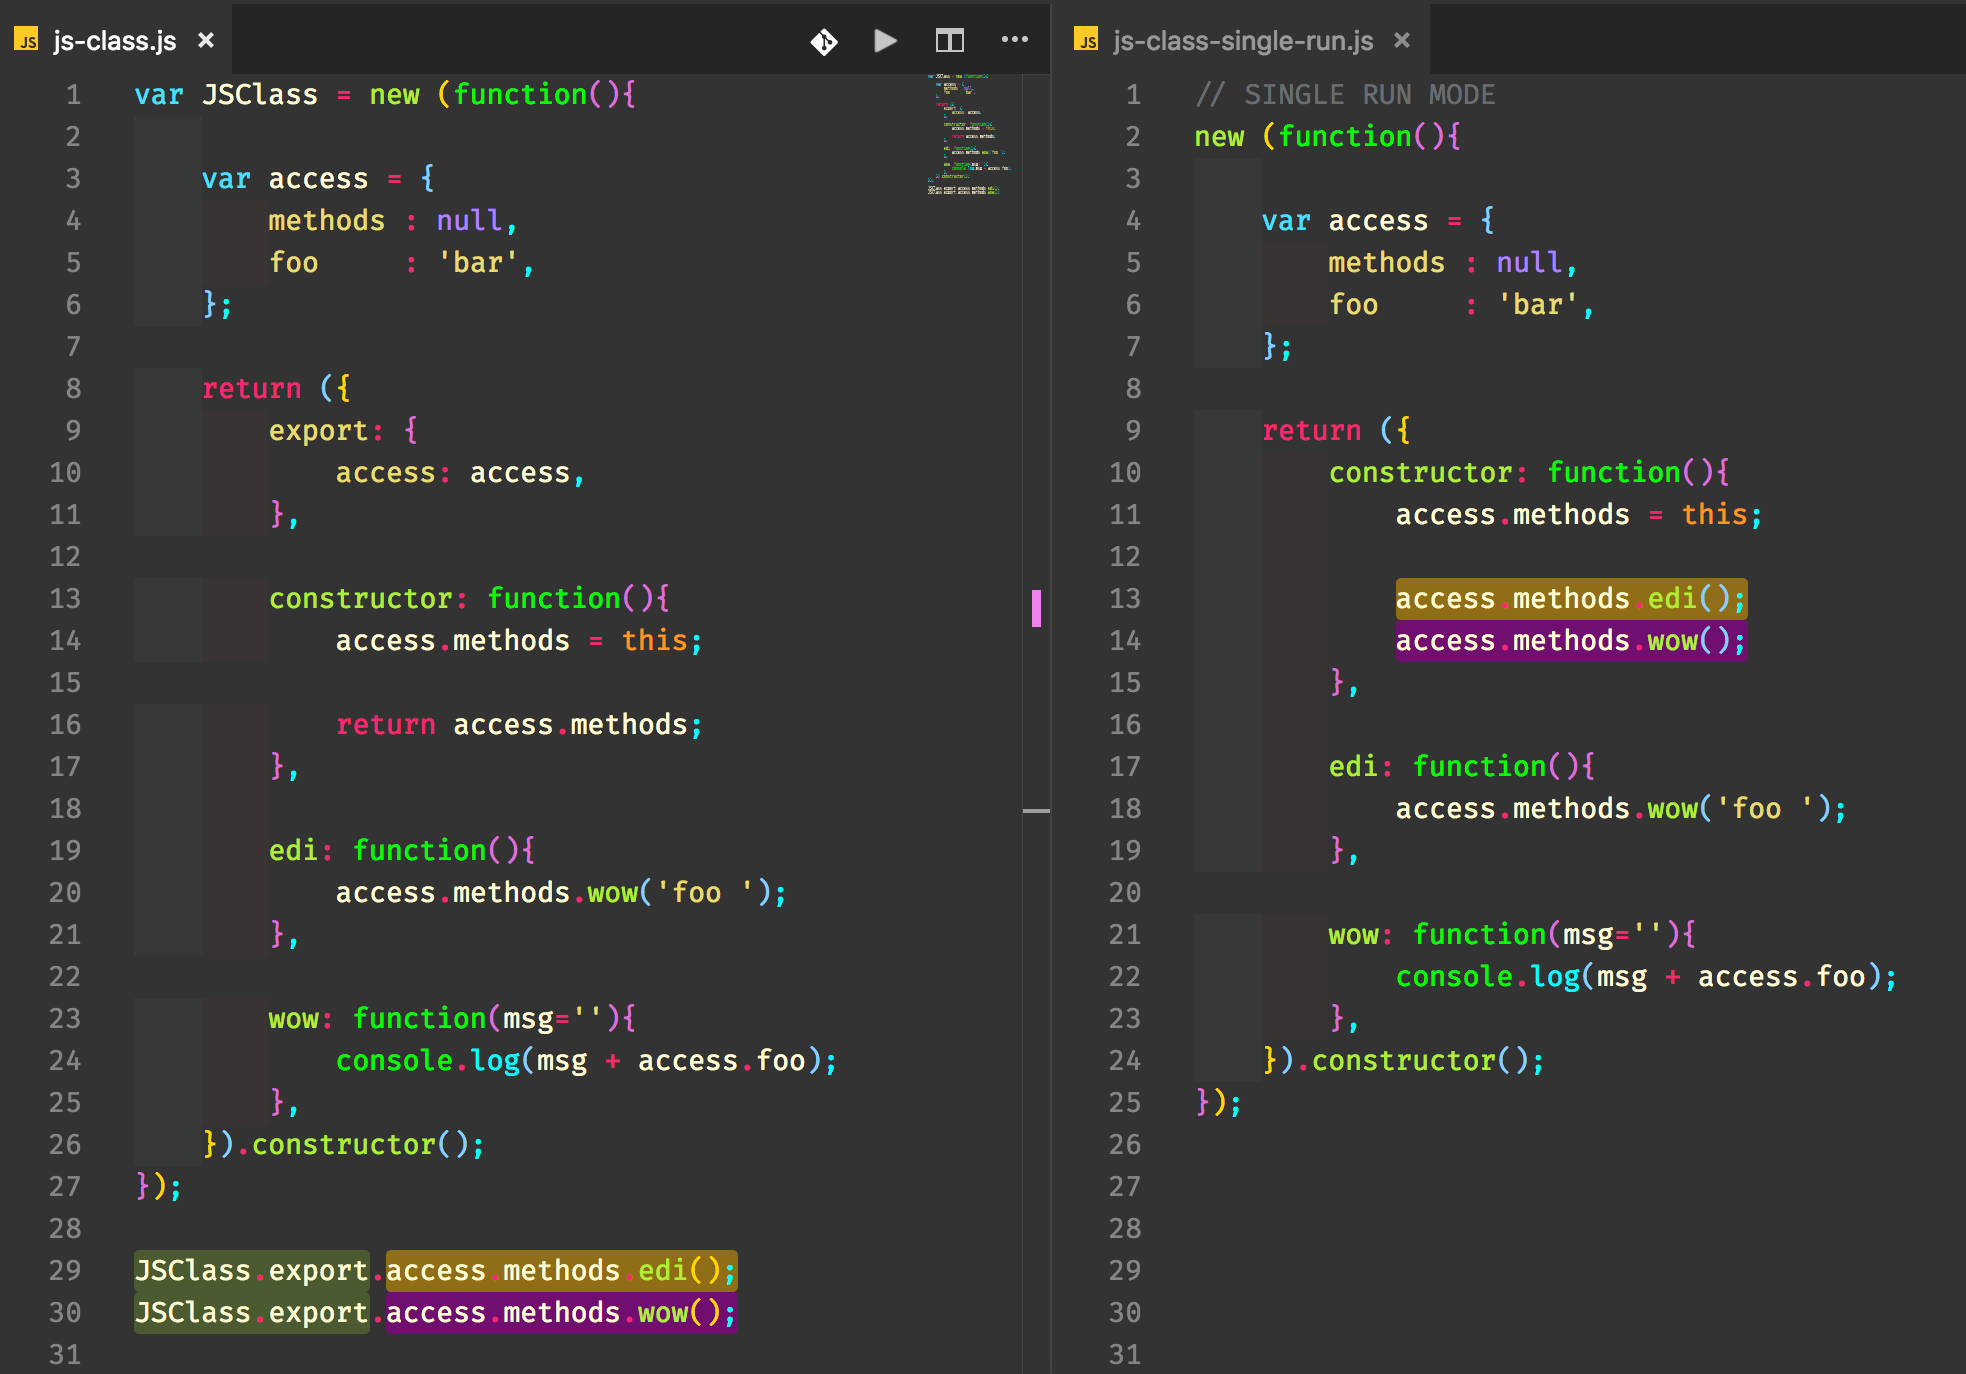 JS js-class.js ×
1 var JSClass = new (function(){
2
3     var access = {
4         methods : null,
5         foo     : 'bar',
6     };
7
8     return ({
9         export: {
10             access: access,
11         },
12
13         constructor: function(){
14             access.methods = this;
15
16             return access.methods;
17         },
18
19         edi: function(){
20             access.methods.wow('foo ');
21         },
22
23         wow: function(msg=''){
24             console.log(msg + access.foo);
25         },
26     }).constructor();
27 });
28
29 JSClass.export.access.methods.edi();
30 JSClass.export.access.methods.wow();
31
JS js-class-single-run.js ×
1 // SINGLE RUN MODE
2 new (function(){
3
4     var access = {
5         methods : null,
6         foo     : 'bar',
7     };
8
9     return ({
10         constructor: function(){
11             access.methods = this;
12
13             access.methods.edi();
14             access.methods.wow();
15         },
16
17         edi: function(){
18             access.methods.wow('foo ');
19         },
20
21         wow: function(msg=''){
22             console.log(msg + access.foo);
23         },
24     }).constructor();
25 });
26
27
28
29
30
31